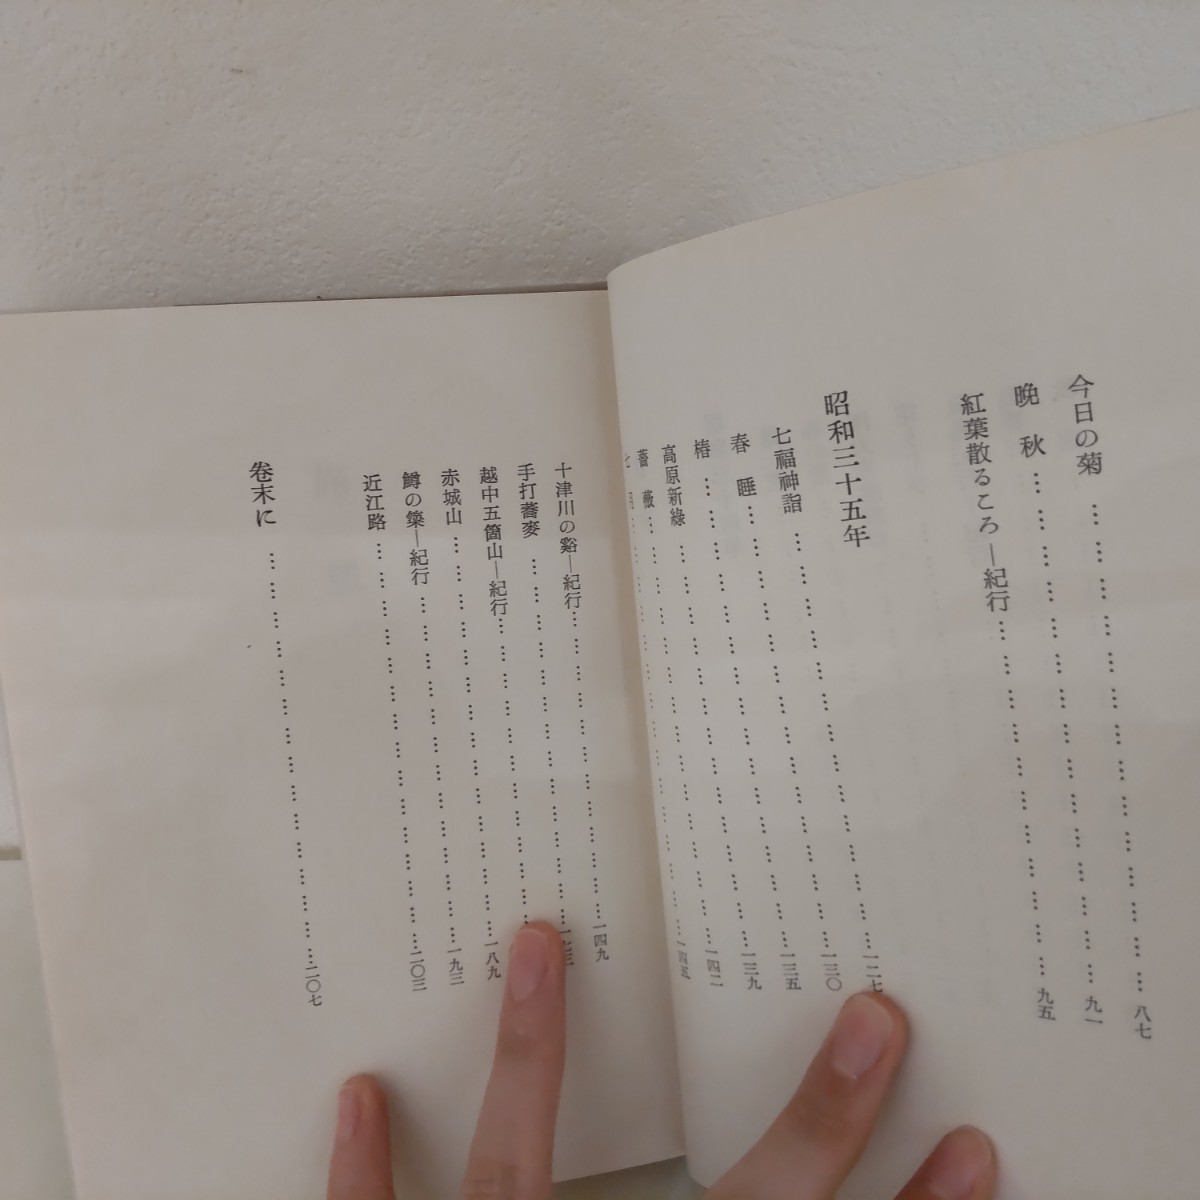 今日の菊 ……………………………………… 八七
晩 秋 ……………………………………… 九一
紅葉散るころ—紀行 ……………………………… 九五
昭和三十五年
七福神詣 ……………………………………… 一二七
春 睡 ……………………………………… 一三〇
椿 ……………………………………… 一三五
高原新綠 ……………………………………… 一三九
薔 薇 ……………………………………… 一四二
……………………………………… 一四五
十津川の谿—紀行 ……………………………… 一四九
手打蕎麥 ………………………………………
越中五箇山—紀行 ………………………………
赤城山 ……………………………………… 一八九
鱒の簗—紀行 ……………………………… 一九三
近江路 ……………………………………… 二〇三
卷末に ……………………………………… 二〇七